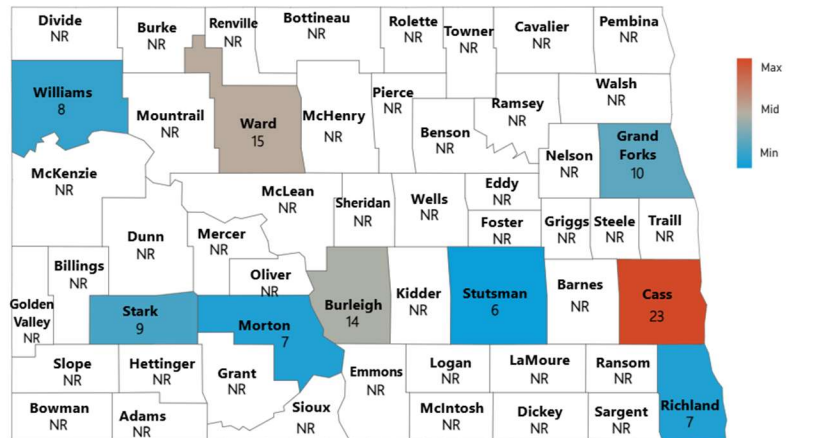 Divide
NR
Burke
NR
Renville
NR
Bottineau
NR
Rolette
NR
Towner
NR
Cavalier
NR
Pembina
NR
Williams
8
Mountrail
NR
Ward
15
McHenry
NR
Pierce
NR
Benson
NR
Ramsey
NR
Walsh
NR
Nelson
NR
Grand
Forks
10
McKenzie
NR
McLean
NR
Sheridan
NR
Wells
NR
Eddy
NR
Foster
NR
Griggs
NR
Steele
NR
Traill
NR
Dunn
NR
Mercer
NR
Oliver
NR
Billings
NR
Golden
Valley
NR
Stark
9
Morton
7
Burleigh
14
Kidder
NR
Stutsman
6
Barnes
NR
Cass
23
Slope
NR
Hettinger
NR
Grant
NR
Emmons
NR
Logan
NR
LaMoure
NR
Ransom
NR
Bowman
NR
Adams
NR
Sioux
NR
McIntosh
NR
Dickey
NR
Sargent
NR
Richland
7
Max
Mid
Min